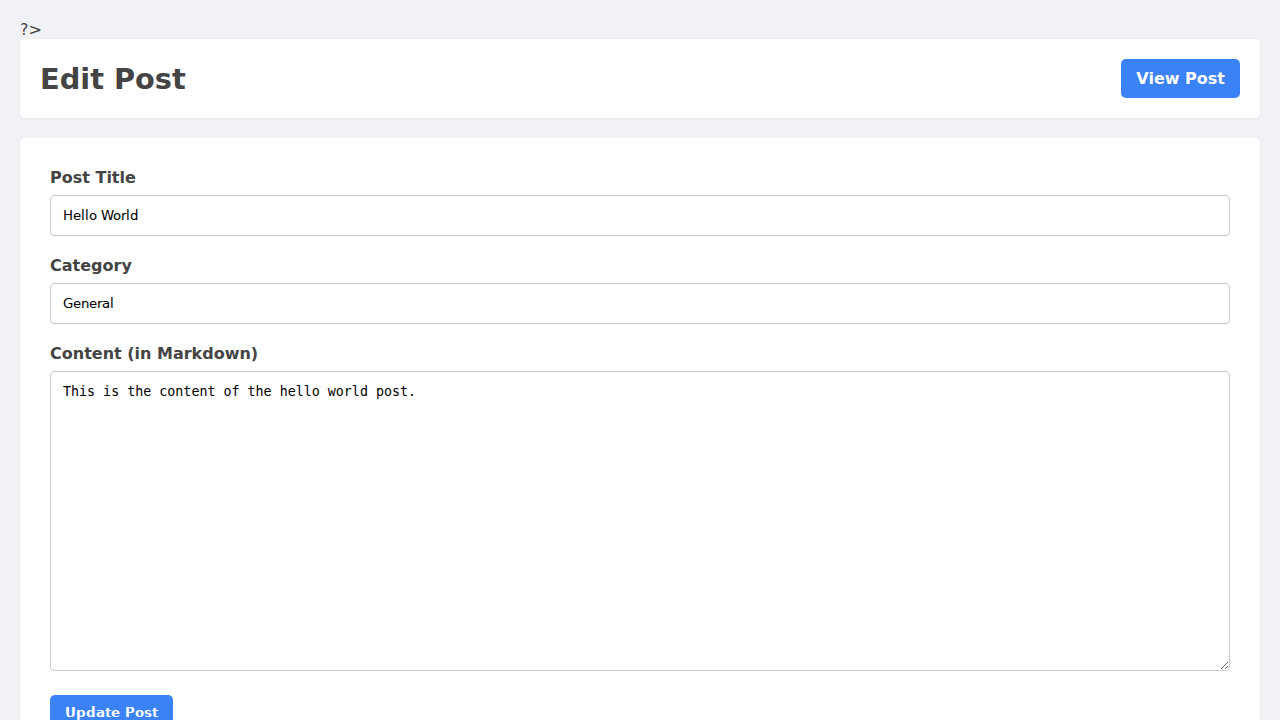 ?>
Edit Post
View Post
Post Title
Hello World
Category
General
Content (in Markdown)
This is the content of the hello world post.
Update Post